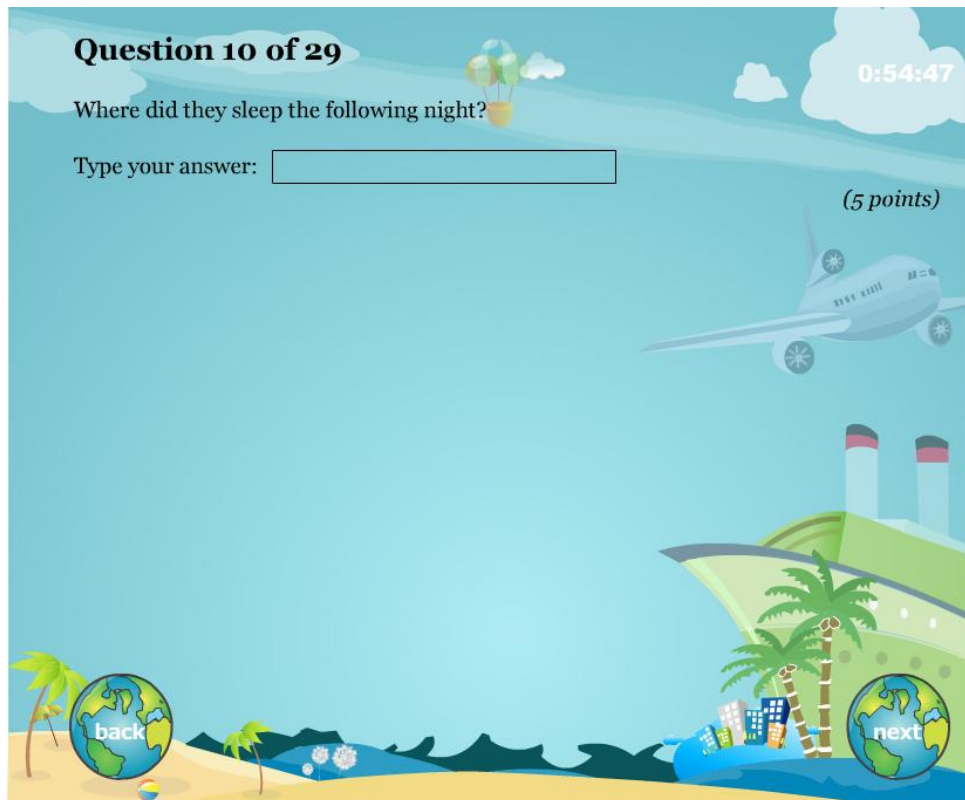 Question 10 of 29
0:54:47
Where did they sleep the following night?
Type your answer:
(5 points)
back
next